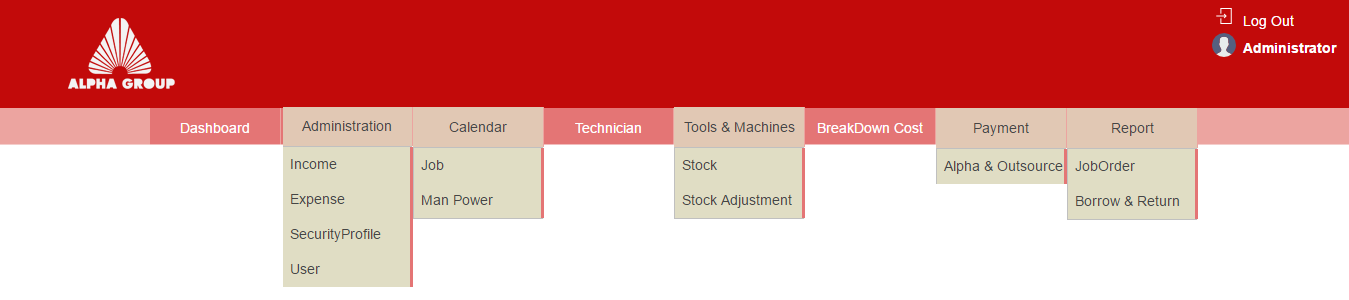 Log Out
Administrator
ALPHA GROUP
Dashboard Administration Calendar Technician Tools & Machines BreakDown Cost Payment Report
Income Job Stock Alpha & Outsource JobOrder
Expense Man Power Stock Adjustment Borrow & Return
SecurityProfile
User